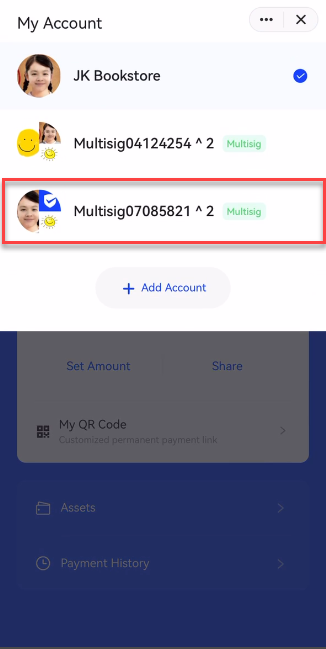 My Account
JK Bookstore
Multisig04124254 ^ 2 Multisig
Multisig07085821 ^ 2 Multisig
+ Add Account
Set Amount Share
My QR Code
Customized permanent payment link
Assets
Payment History